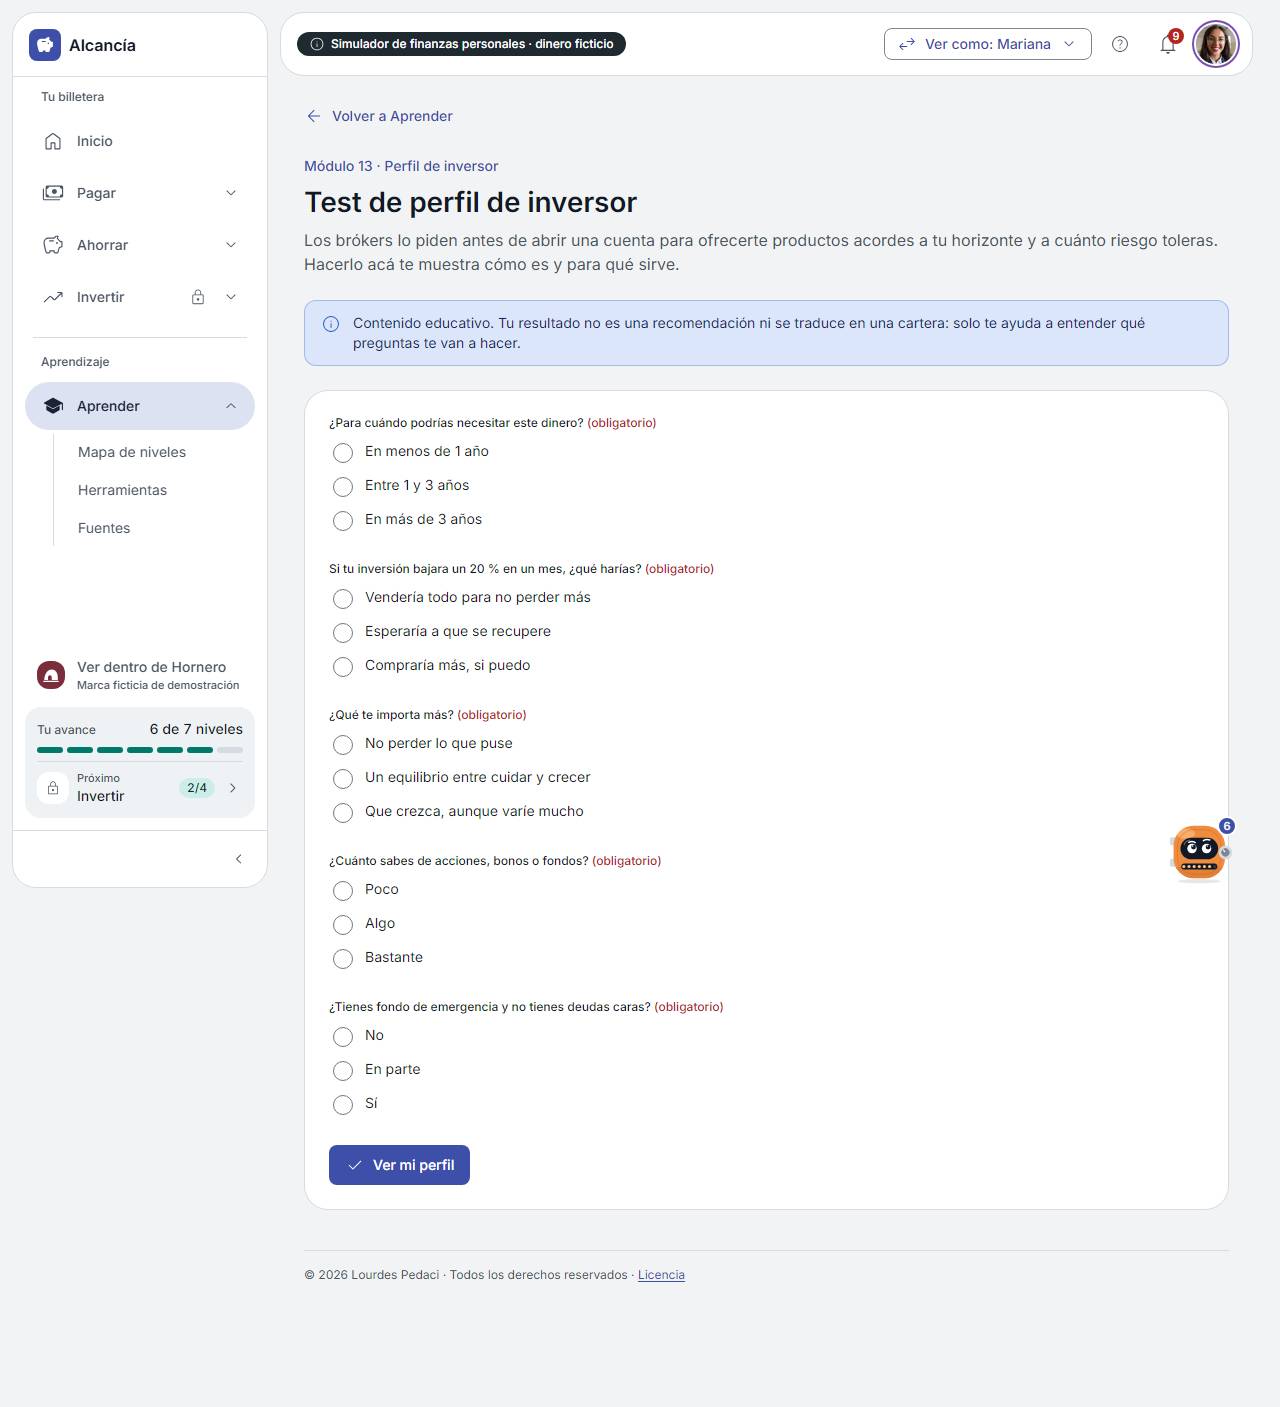 Alcancía
Simulador de finanzas personales · dinero ficticio
Ver como: Mariana
9
Tu billetera
Inicio
Pagar
Ahorrar
Invertir
Aprendizaje
Aprender
Mapa de niveles
Herramientas
Fuentes
Ver dentro de Hornero
Marca ficticia de demostración
Tu avance
6 de 7 niveles
Próximo
Invertir
2/4
Volver a Aprender
Módulo 13 · Perfil de inversor
Test de perfil de inversor
Los brókers lo piden antes de abrir una cuenta para ofrecerte productos acordes a tu horizonte y a cuánto riesgo toleras.
Hacerlo acá te muestra cómo es y para qué sirve.
Contenido educativo. Tu resultado no es una recomendación ni se traduce en una cartera: solo te ayuda a entender qué
preguntas te van a hacer.
¿Para cuándo podrías necesitar este dinero? (obligatorio)
En menos de 1 año
Entre 1 y 3 años
En más de 3 años
Si tu inversión bajara un 20 % en un mes, ¿qué harías? (obligatorio)
Vendería todo para no perder más
Esperaría a que se recupere
Compraría más, si puedo
¿Qué te importa más? (obligatorio)
No perder lo que puse
Un equilibrio entre cuidar y crecer
Que crezca, aunque varíe mucho
6
¿Cuánto sabes de acciones, bonos o fondos? (obligatorio)
Poco
Algo
Bastante
¿Tienes fondo de emergencia y no tienes deudas caras? (obligatorio)
No
En parte
Sí
Ver mi perfil
© 2026 Lourdes Pedaci · Todos los derechos reservados · Licencia